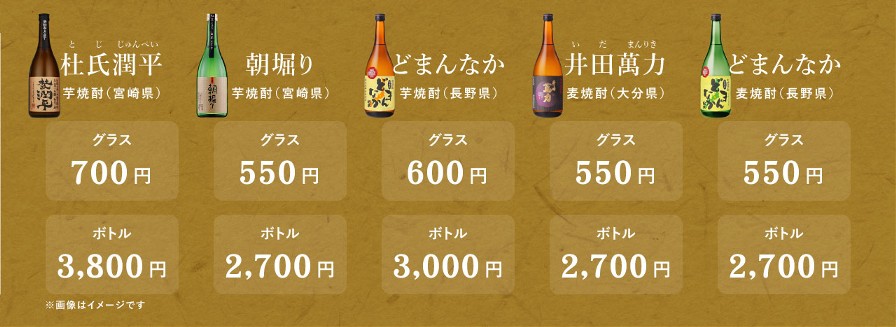 とじじゅんぺい
杜氏潤平
芋焼酎（宮崎県）
グラス
700円
ボトル
3,800円
朝堀り
芋焼酎（宮崎県）
グラス
550円
ボトル
2,700円
どまんなか
芋焼酎（長野県）
グラス
600円
ボトル
3,000円
いだまんりき
井田萬力
麦焼酎（大分県）
グラス
550円
ボトル
2,700円
どまんなか
麦焼酎（長野県）
グラス
550円
ボトル
2,700円
※画像はイメージです